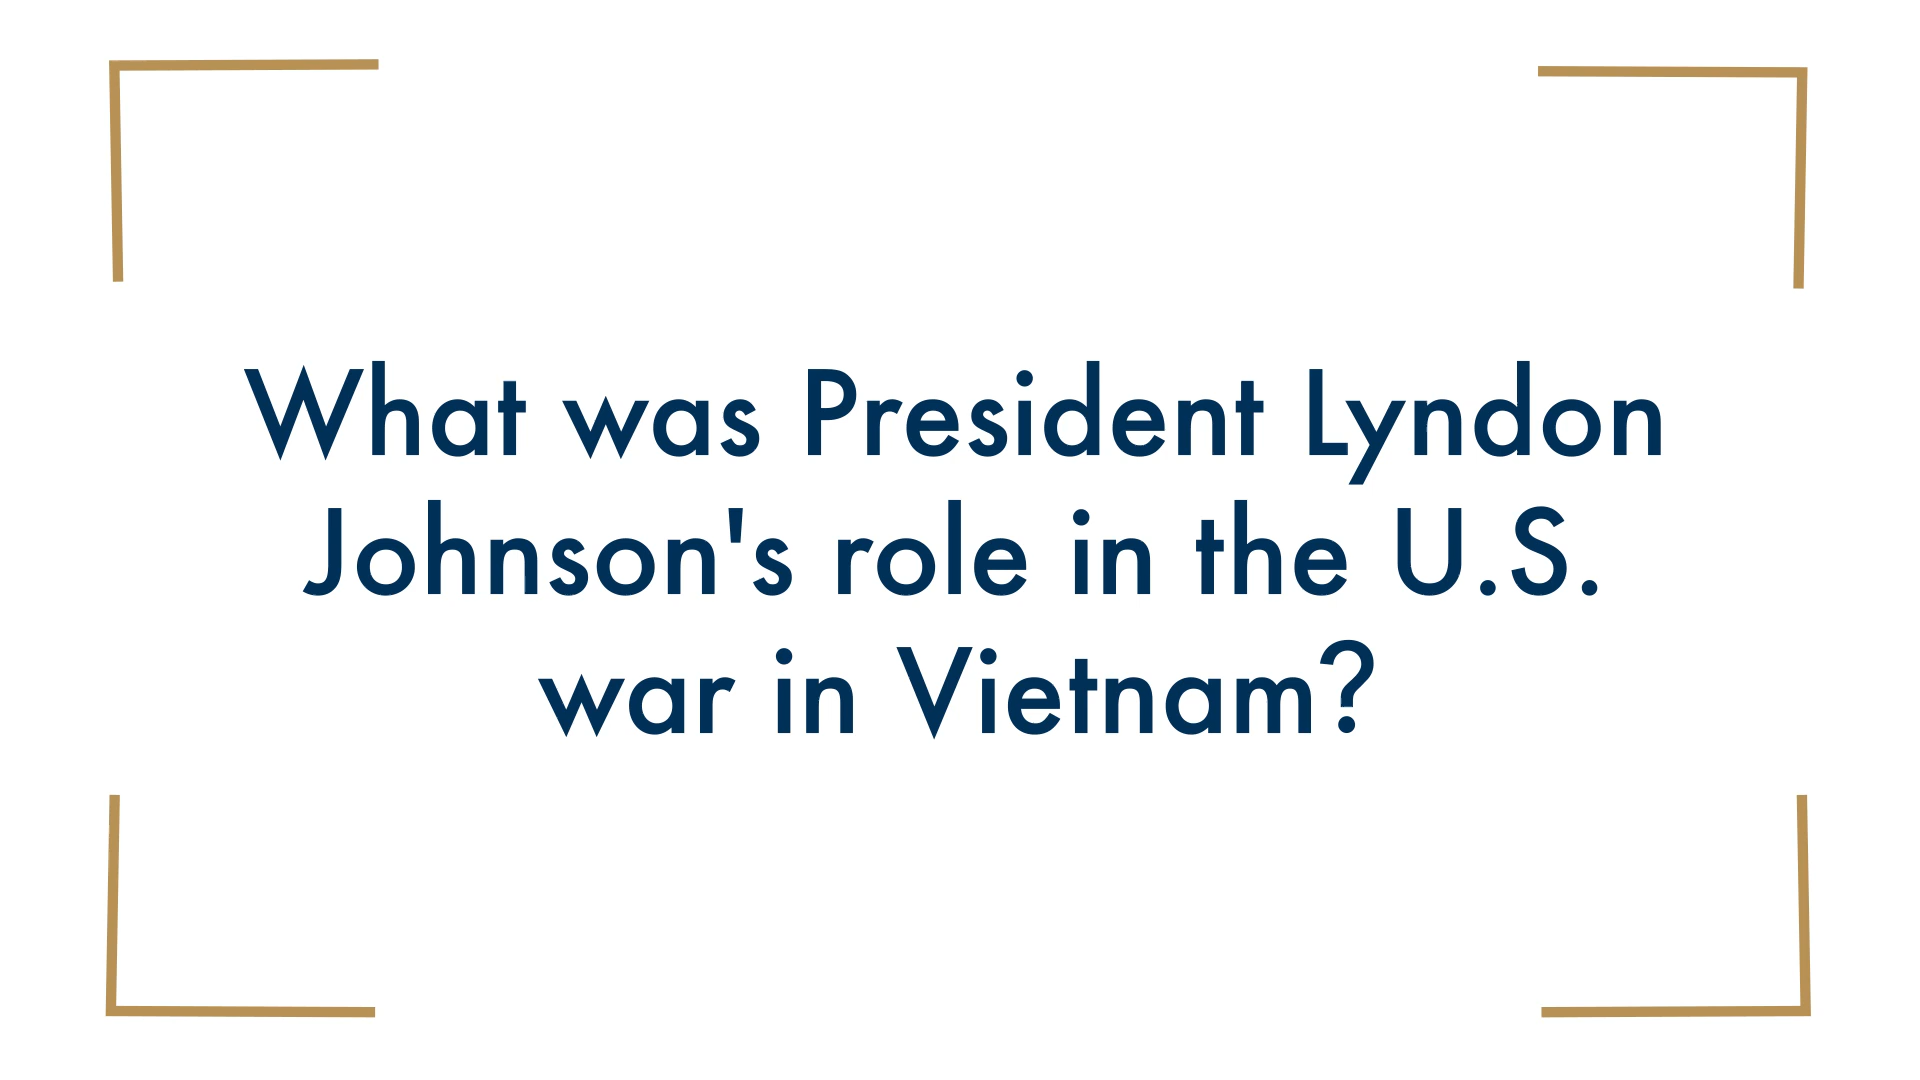 What was President Lyndon
Johnson's role in the U.S.
war in Vietnam?